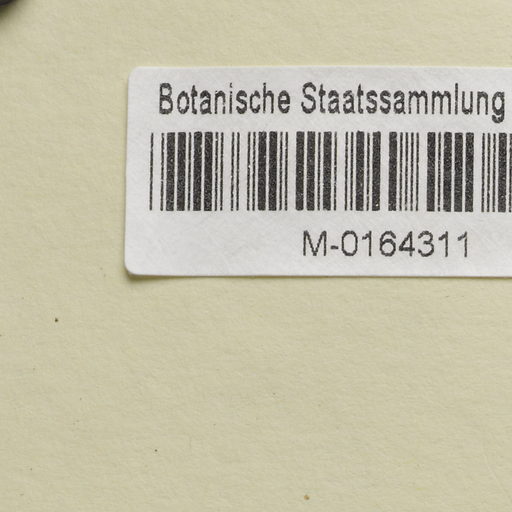 Botanische Staatssammlung
M-0164311